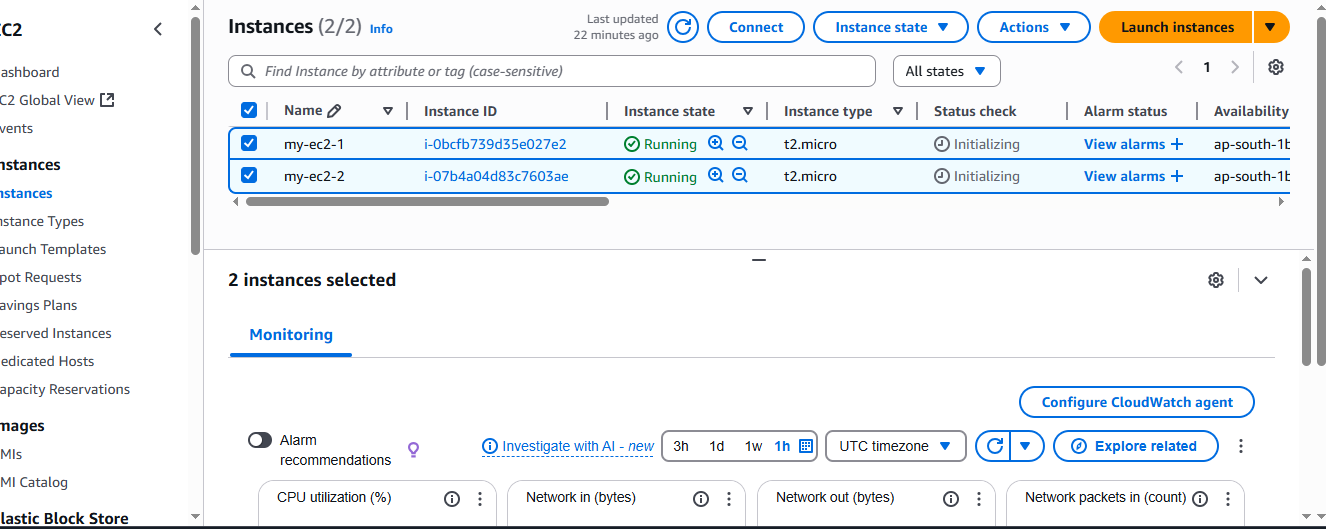 C2
ashboard
C2 Global View
vents
nstances
nstances
nstance Types
aunch Templates
pot Requests
avings Plans
eserved Instances
edicated Hosts
apacity Reservations
mages
MIs
MI Catalog
lastic Block Store
Instances (2/2) Info
Last updated
22 minutes ago
Connect
Instance state
Actions
Launch instances
Find Instance by attribute or tag (case-sensitive)
All states
1
Name Instance ID Instance state Instance type Status check Alarm status Availability
my-ec2-1 i-0bcfb739d35e027e2 Running t2.micro Initializing View alarms + ap-south-1b
my-ec2-2 i-07b4a04d83c7603ae Running t2.micro Initializing View alarms + ap-south-1b
2 instances selected
Monitoring
Configure CloudWatch agent
Alarm
recommendations
Investigate with AI - new
3h 1d 1w 1h
UTC timezone
Explore related
CPU utilization (%)
Network in (bytes)
Network out (bytes)
Network packets in (count)